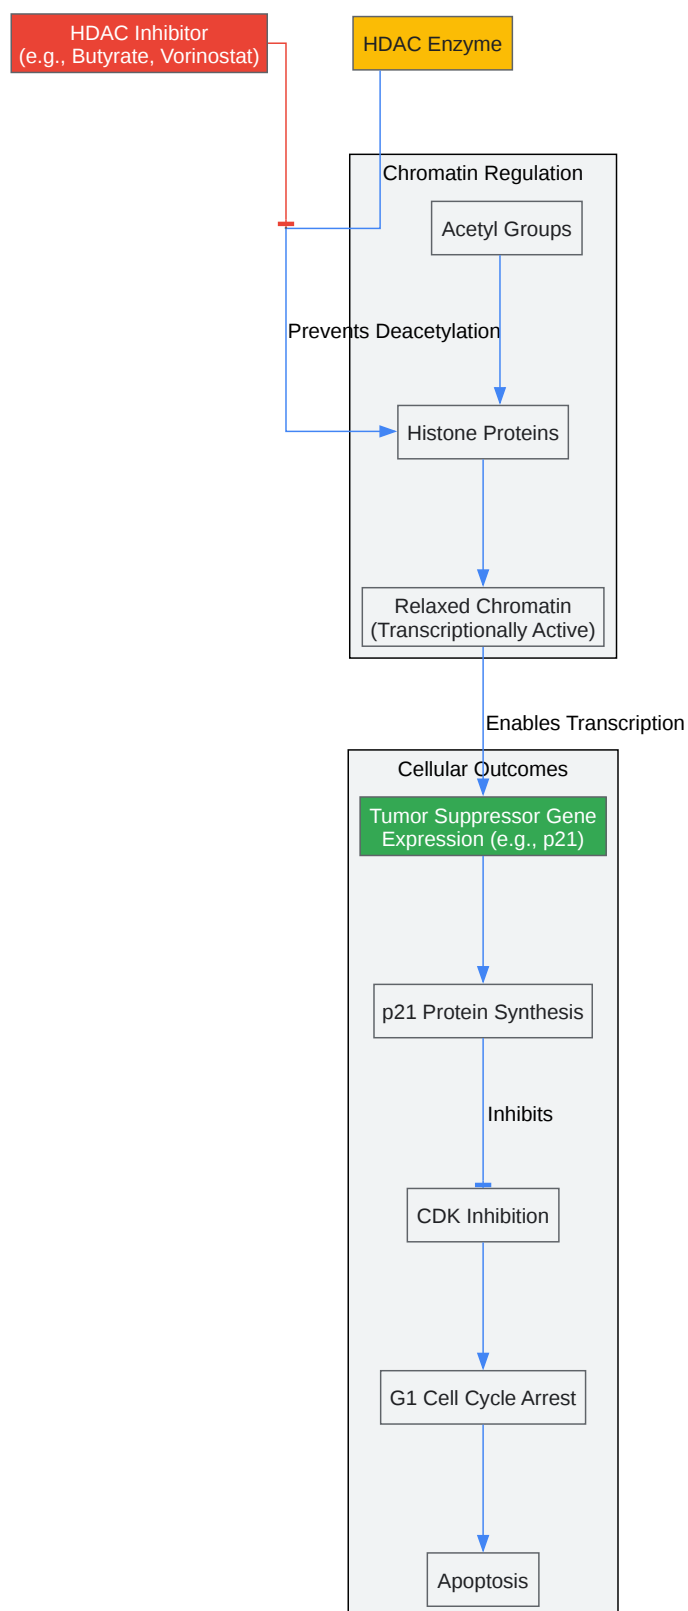 HDAC Inhibitor
(e.g., Butyrate, Vorinostat)
HDAC Enzyme
Chromatin Regulation
Acetyl Groups
Prevents Deacetylation
Histone Proteins
Relaxed Chromatin
(Transcriptionally Active)
Enables Transcription
Cellular Outcomes
Tumor Suppressor Gene
Expression (e.g., p21)
p21 Protein Synthesis
Inhibits
CDK Inhibition
G1 Cell Cycle Arrest
Apoptosis